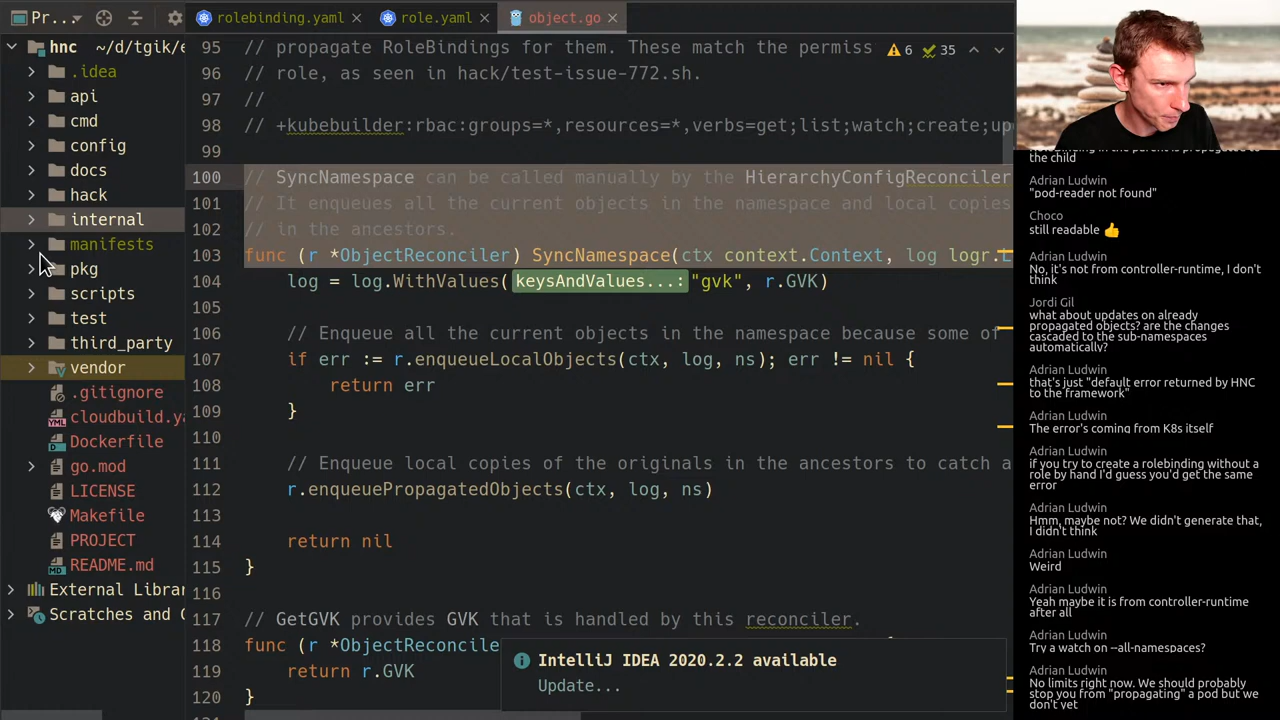 Pr...
rolebinding.yaml
role.yaml
object.go
hnc ~/d/tgik/e
.idea
api
cmd
config
docs
hack
internal
manifests
pkg
scripts
test
third_party
vendor
.gitignore
cloudbuild.ya
Dockerfile
go.mod
LICENSE
Makefile
PROJECT
README.md
External Librar
Scratches and C
6 35
95 // propagate RoleBindings for them. These match the permiss
96 // role, as seen in hack/test-issue-772.sh.
97 //
98 // +kubebuilder:rbac:groups=*,resources=*,verbs=get;list;watch;create;up
99
100 // SyncNamespace can be called manually by the HierarchyConfigReconciler
101 // It enqueues all the current objects in the namespace and local copies
102 // in the ancestors.
103 func (r *ObjectReconciler) SyncNamespace(ctx context.Context, log logr.L
104 log = log.WithValues( keysAndValues...: "gvk", r.GVK)
105
106 // Enqueue all the current objects in the namespace because some of
107 if err := r.enqueueLocalObjects(ctx, log, ns); err != nil {
108 return err
109 }
110
111 // Enqueue local copies of the originals in the ancestors to catch a
112 r.enqueuePropagatedObjects(ctx, log, ns)
113
114 return nil
115 }
116
117 // GetGVK provides GVK that is handled by this reconciler.
118 func (r *ObjectReconcile
119 return r.GVK
120 }
IntelliJ IDEA 2020.2.2 available
Update...
the child
Adrian Ludwin
"pod-reader not found"
Choco
still readable 👍
Adrian Ludwin
No, it's not from controller-runtime, I don't
think
Jordi Gil
what about updates on already
propagated objects? are the changes
cascaded to the sub-namespaces
automatically?
Adrian Ludwin
that's just "default error returned by HNC
to the framework"
Adrian Ludwin
The error's coming from K8s itself
Adrian Ludwin
if you try to create a rolebinding without a
role by hand I'd guess you'd get the same
error
Adrian Ludwin
Hmm, maybe not? We didn't generate that,
I didn't think
Adrian Ludwin
Weird
Adrian Ludwin
Yeah maybe it is from controller-runtime
after all
Adrian Ludwin
Try a watch on --all-namespaces?
Adrian Ludwin
No limits right now. We should probably
stop you from "propagating" a pod but we
don't yet